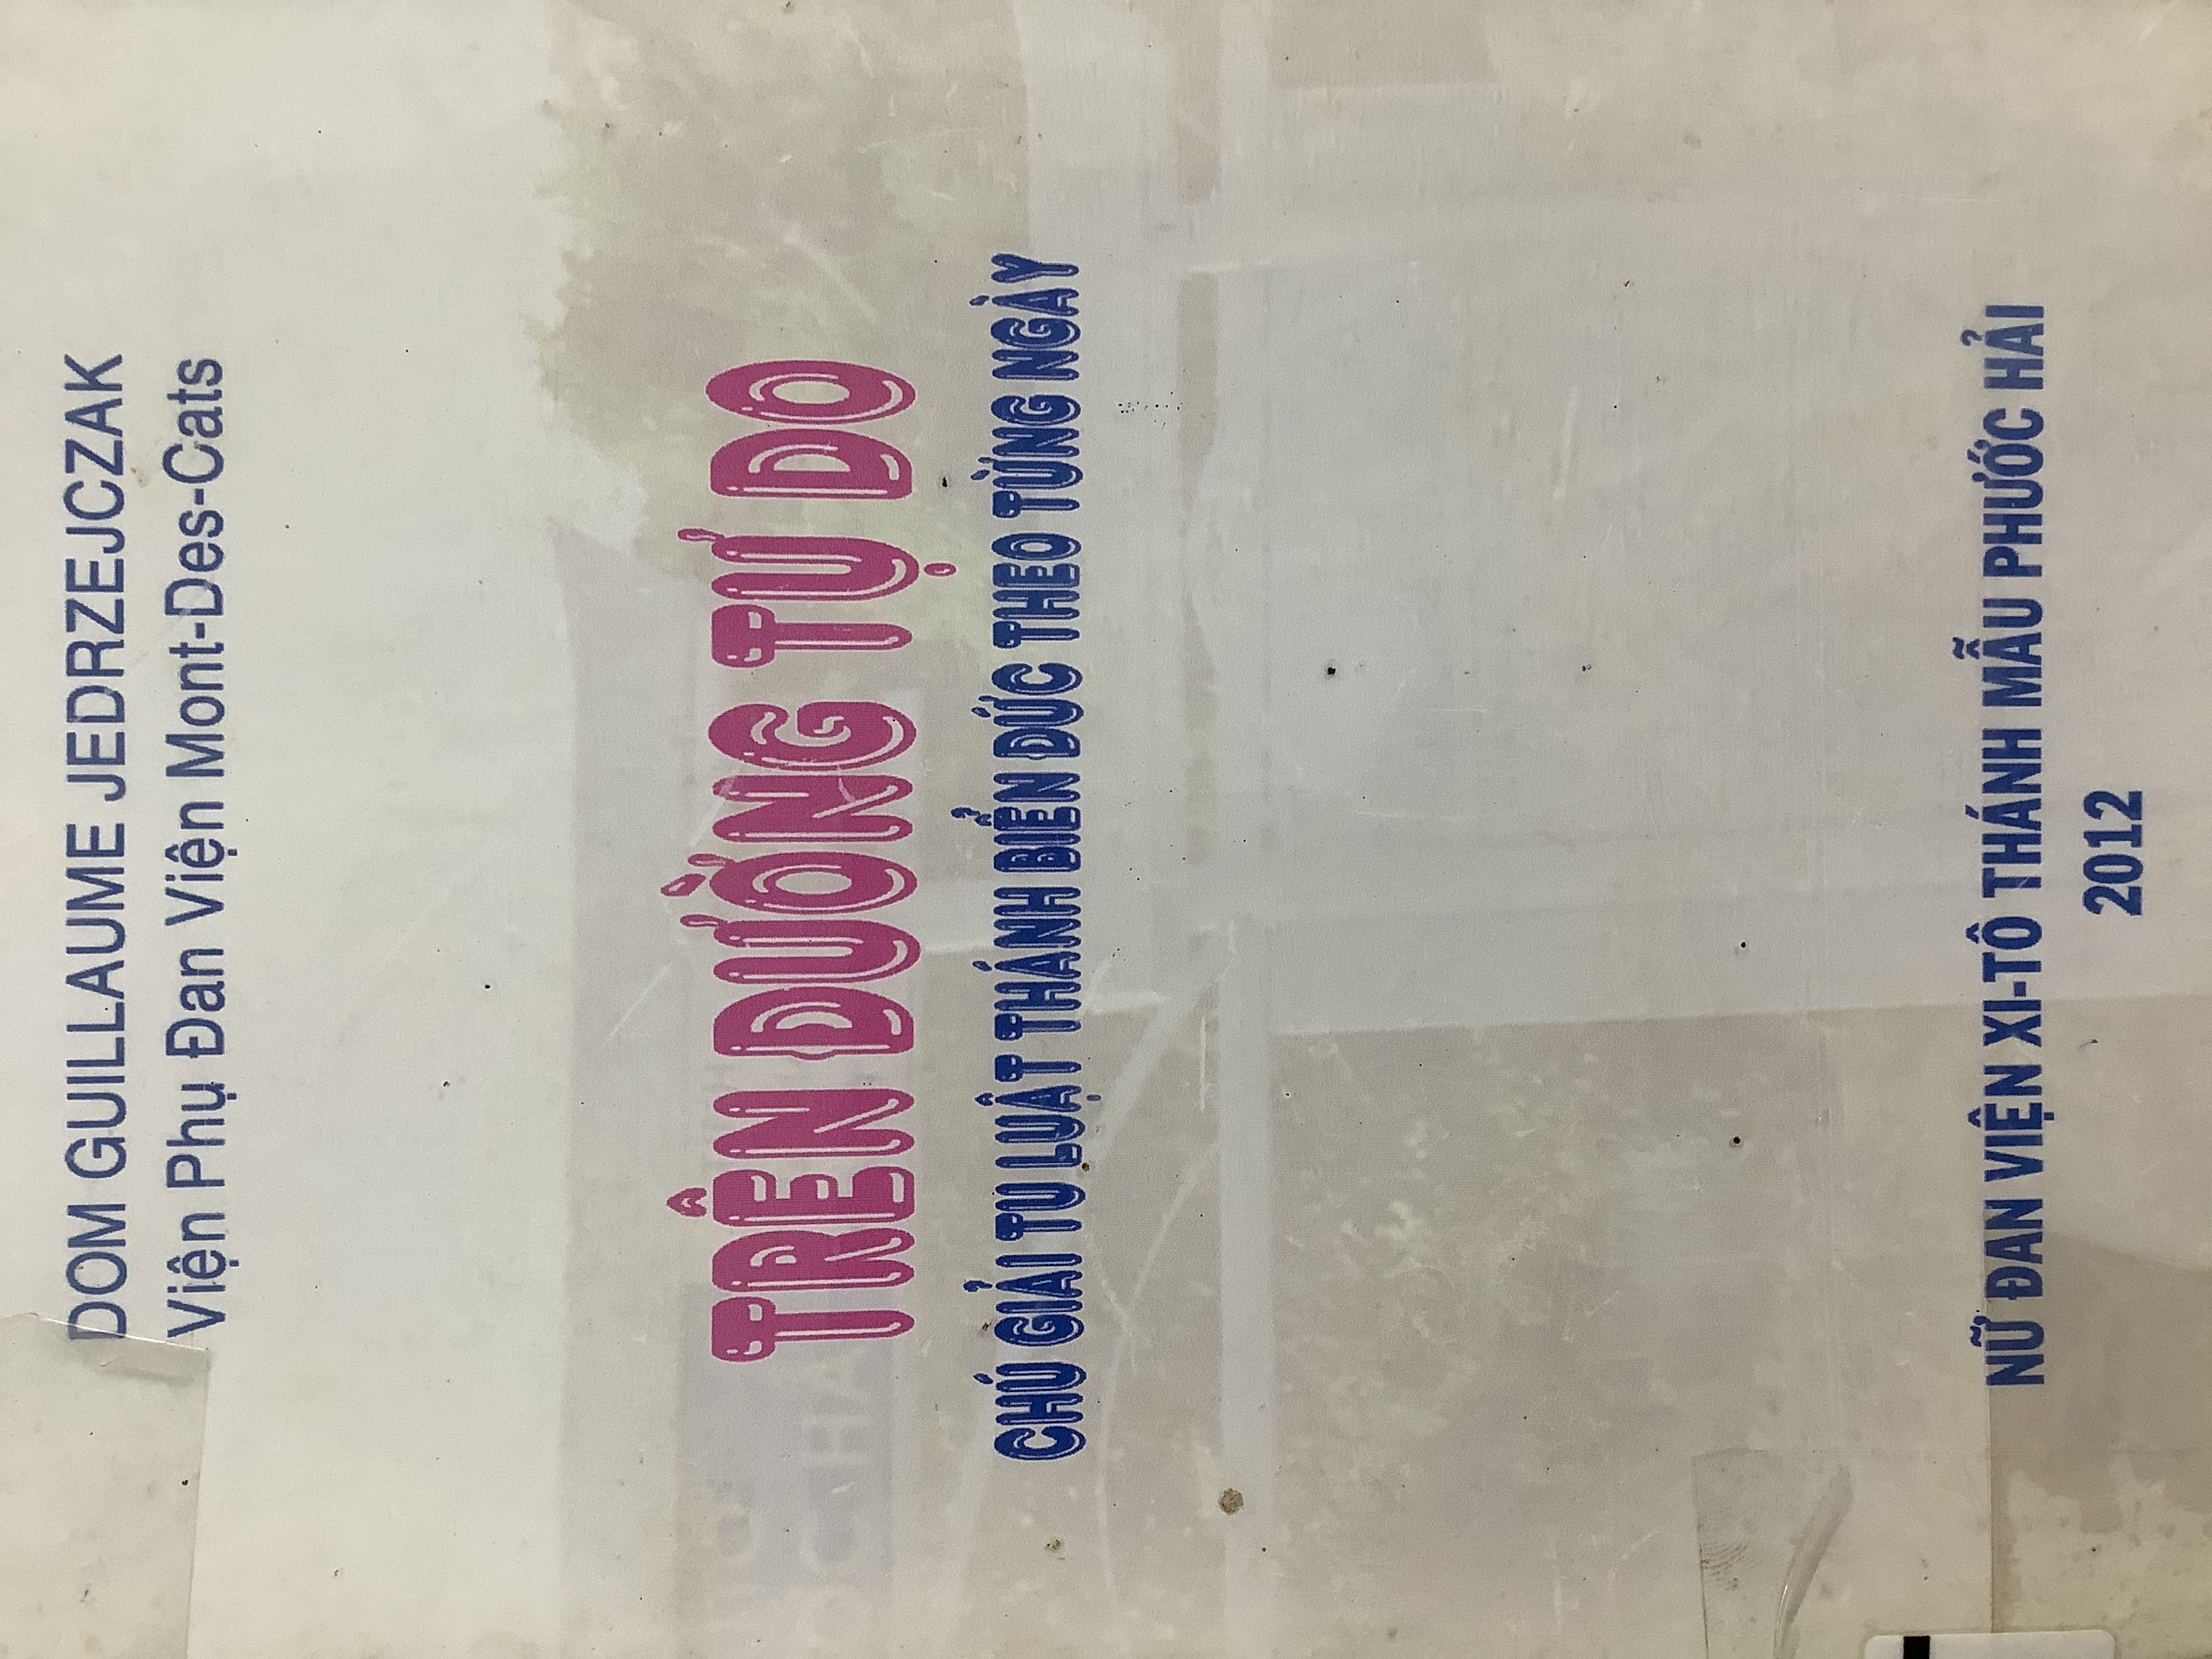 DOM GUILLAUME JEDRZEJCZAK
Viện Phụ Đan Viện Mont-Des-Cats
TRÊN ĐƯỜNG TỰ DO
CHÚ GIẢI TU LUẬT THÁNH BIỂN ĐỨC THEO TỪNG NGÀY
NỮ ĐAN VIỆN XI-TÔ THÁNH MẪU PHƯỚC HẢI
2012